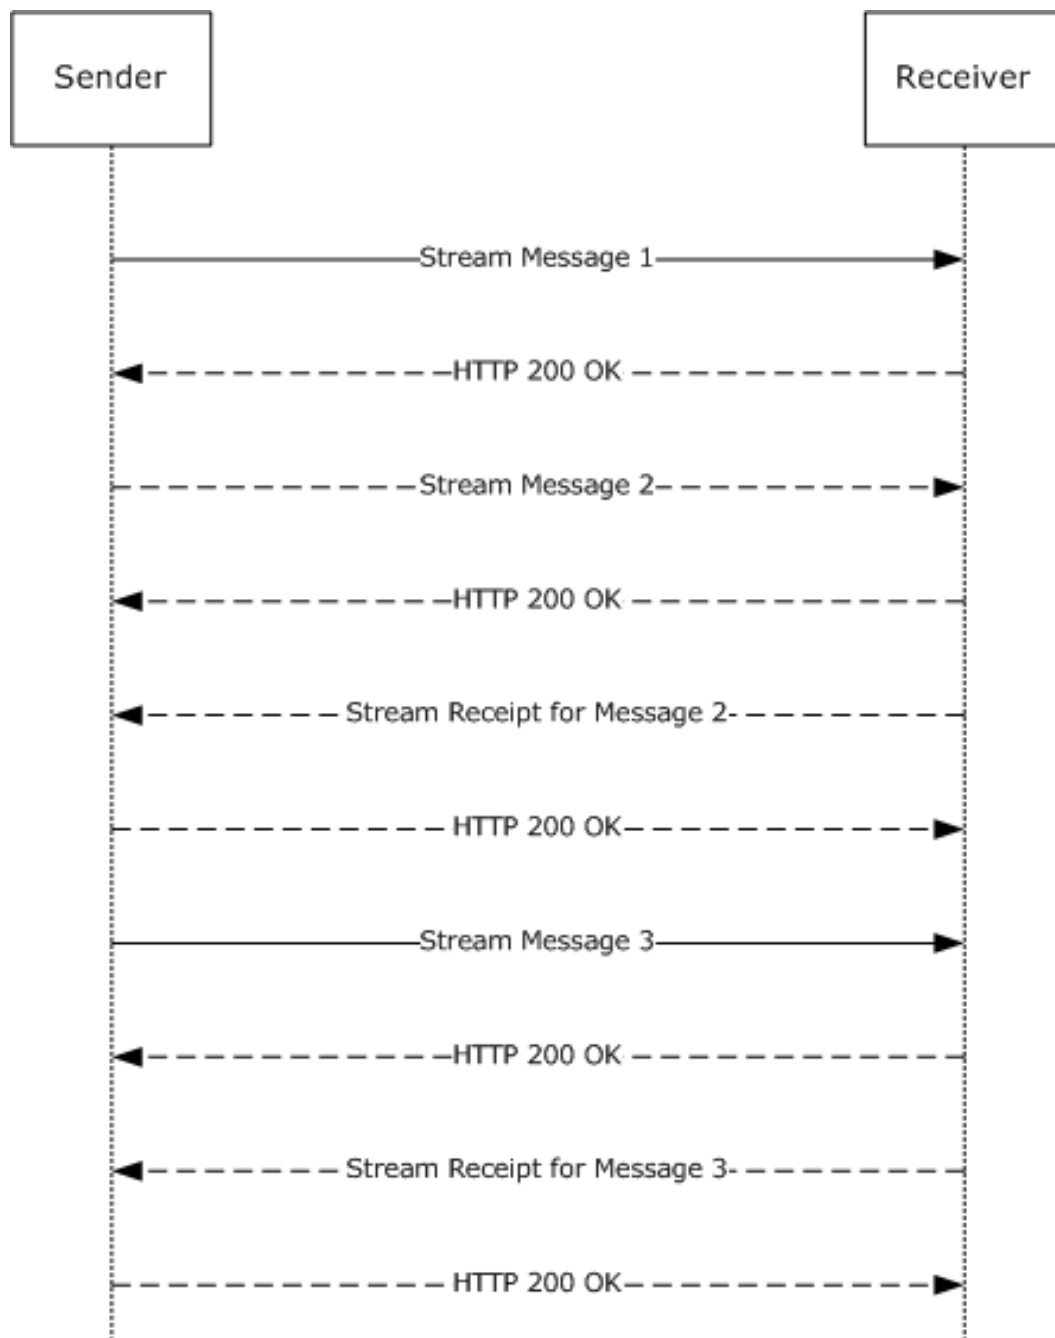 Sender
Receiver
Stream Message 1
HTTP 200 OK
Stream Message 2
HTTP 200 OK
Stream Receipt for Message 2
HTTP 200 OK
Stream Message 3
HTTP 200 OK
Stream Receipt for Message 3
HTTP 200 OK